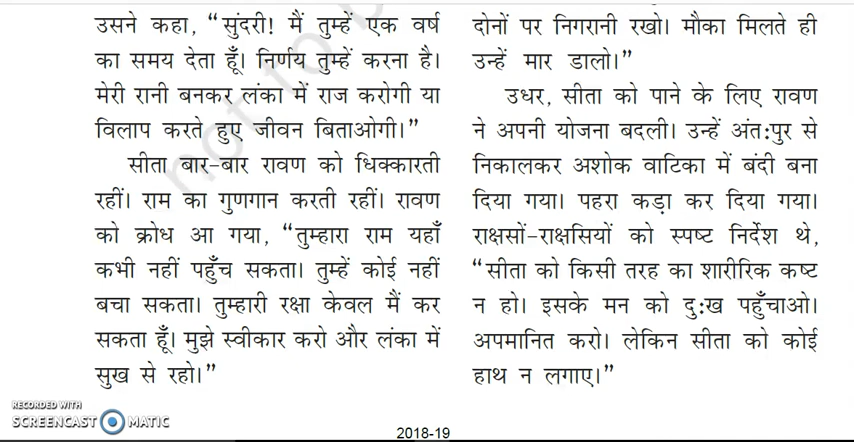 उसने कहा, “सुंदरी! मैं तुम्हें एक वर्ष
का समय देता हूँ। निर्णय तुम्हें करना है।
मेरी रानी बनकर लंका में राज करोगी या
विलाप करते हुए जीवन बिताओगी।”
सीता बार-बार रावण को धिक्कारती
रहीं। राम का गुणगान करती रहीं। रावण
को क्रोध आ गया, “तुम्हारा राम यहाँ
कभी नहीं पहुँच सकता। तुम्हें कोई नहीं
बचा सकता। तुम्हारी रक्षा केवल मैं कर
सकता हूँ। मुझे स्वीकार करो और लंका में
सुख से रहो।”
दोनों पर निगरानी रखो। मौका मिलते ही
उन्हें मार डालो।”
उधर, सीता को पाने के लिए रावण
ने अपनी योजना बदली। उन्हें अंत:पुर से
निकालकर अशोक वाटिका में बंदी बना
दिया गया। पहरा कड़ा कर दिया गया।
राक्षसों-राक्षसियों को स्पष्ट निर्देश थे,
“सीता को किसी तरह का शारीरिक कष्ट
न हो। इसके मन को दु:ख पहुँचाओ।
अपमानित करो। लेकिन सीता को कोई
हाथ न लगाए।”
not to
RECORDED WITH
SCREENCAST MATIC
2018-19